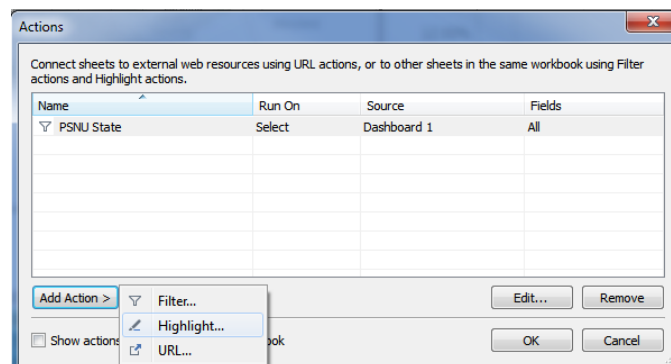 Actions
Connect sheets to external web resources using URL actions, or to other sheets in the same workbook using Filter
actions and Highlight actions.
Name Run On Source Fields
PSNU State Select Dashboard 1 All
Add Action > Edit... Remove
Filter...
Highlight...
URL...
Show actions ook OK Cancel